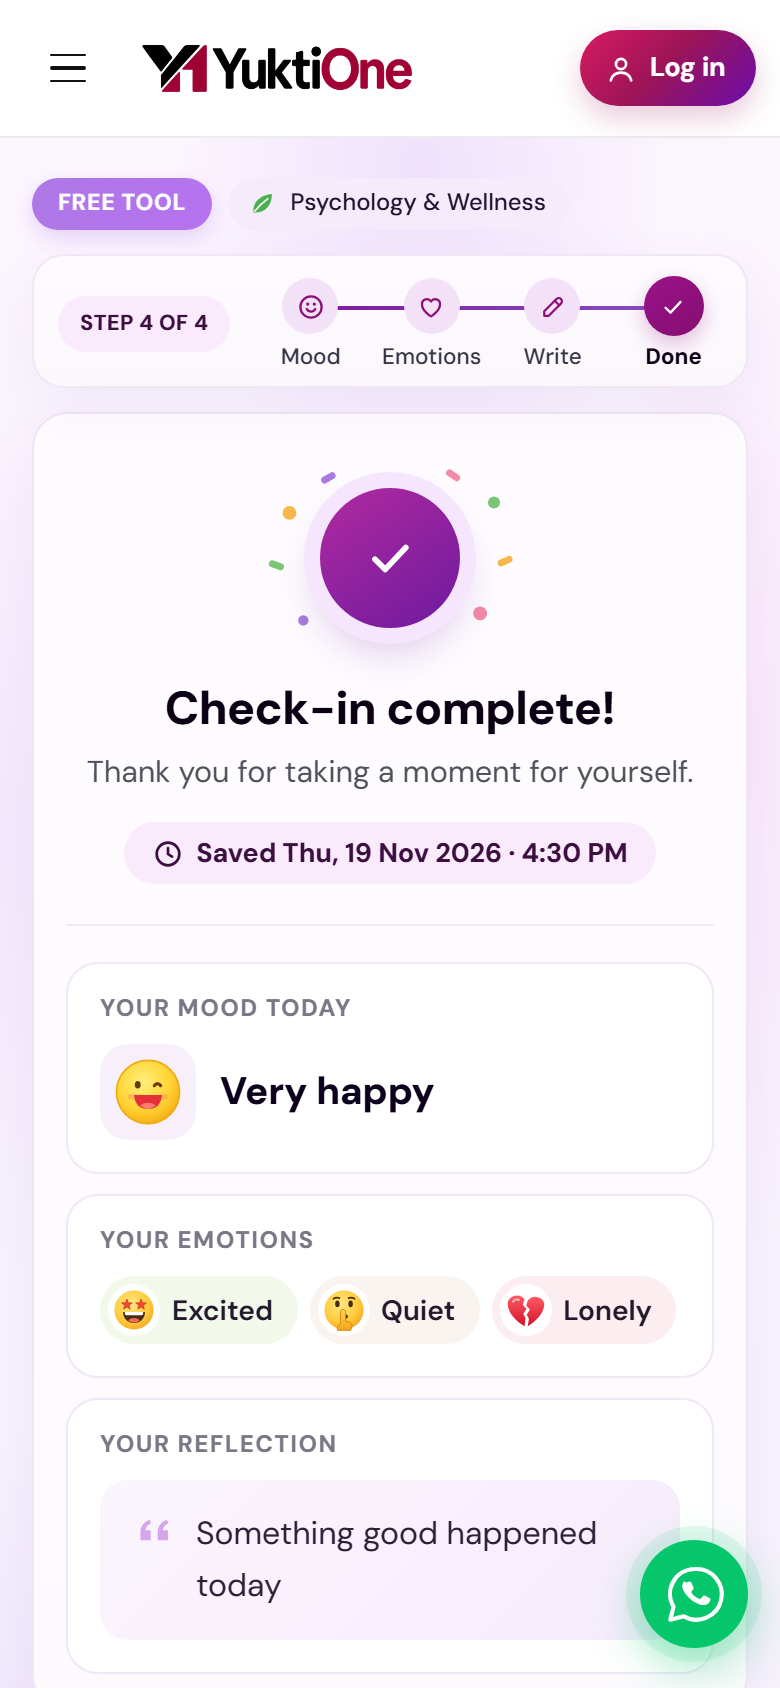 YuktiOne
Log in
FREE TOOL
Psychology & Wellness
STEP 4 OF 4
Mood
Emotions
Write
Done
Check-in complete!
Thank you for taking a moment for yourself.
Saved Thu, 19 Nov 2026 · 4:30 PM
YOUR MOOD TODAY
Very happy
YOUR EMOTIONS
Excited
Quiet
Lonely
YOUR REFLECTION
“ Something good happened
today